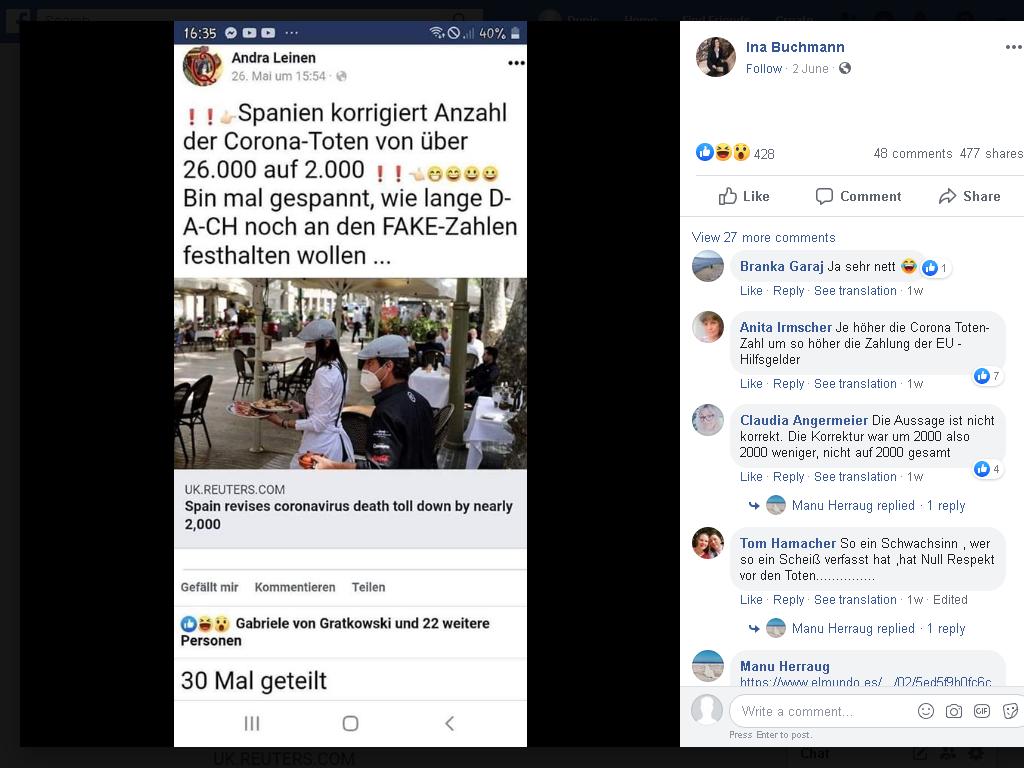 16:35 ... 40%
Andra Leinen
26. Mai um 15:54 ·
❗❗👉🏻Spanien korrigiert Anzahl
der Corona-Toten von über
26.000 auf 2.000 ❗❗👈🏻😁😄😃😀
Bin mal gespannt, wie lange D-
A-CH noch an den FAKE-Zahlen
festhalten wollen ...
UK.REUTERS.COM
Spain revises coronavirus death toll down by nearly
2,000
Gefällt mir Kommentieren Teilen
Gabriele von Gratkowski und 22 weitere
Personen
30 Mal geteilt
Ina Buchmann
Follow · 2 June ·
428 48 comments 477 shares
Like Comment Share
View 27 more comments
Branka Garaj Ja sehr nett 😂 1
Like · Reply · See translation · 1w
Anita Irmscher Je höher die Corona Toten-
Zahl um so höher die Zahlung der EU -
Hilfsgelder
7
Like · Reply · See translation · 1w
Claudia Angermeier Die Aussage ist nicht
korrekt. Die Korrektur war um 2000 also
2000 weniger, nicht auf 2000 gesamt
4
Like · Reply · See translation · 1w
Manu Herraug replied · 1 reply
Tom Hamacher So ein Schwachsinn , wer
so ein Scheiß verfasst hat ,hat Null Respekt
vor den Toten...............
Like · Reply · See translation · 1w · Edited
Manu Herraug replied · 1 reply
Manu Herraug
https://www.elmundo.es/.../02/5ed5f9h0fc6c
Write a comment...
GIF
Press Enter to post.
UK.REUTERS.COM
Chat